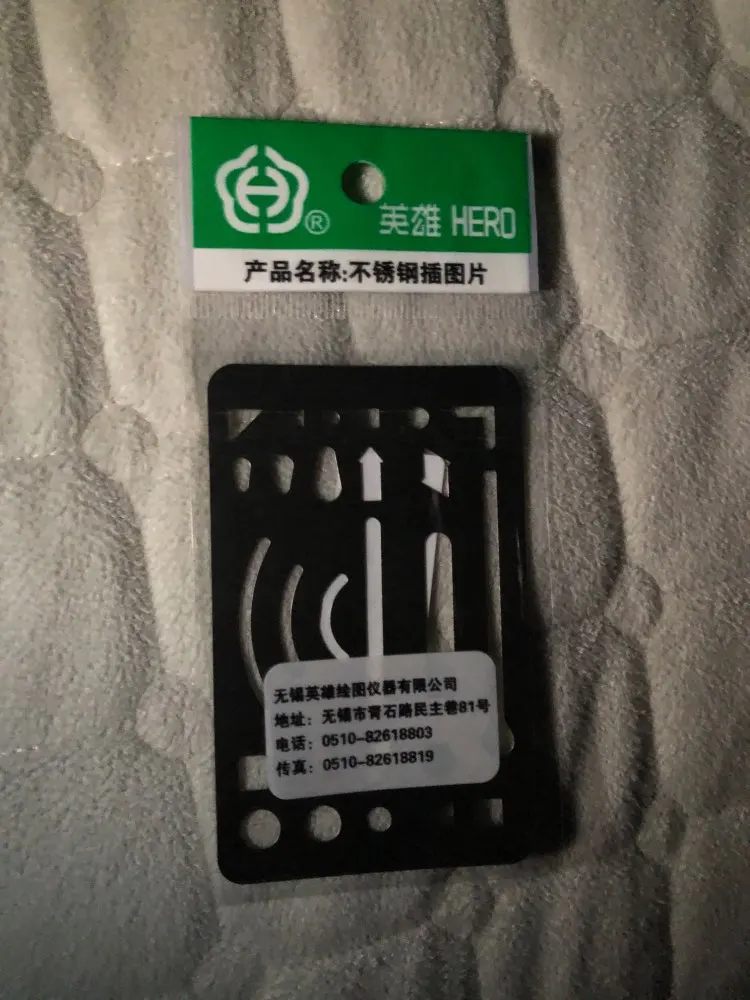 ®
英雄 HERO
产品名称:不锈钢插图片
无锡英雄绘图仪器有限公司
地址：无锡市青石路民主巷81号
电话：0510-82618803
传真：0510-82618819